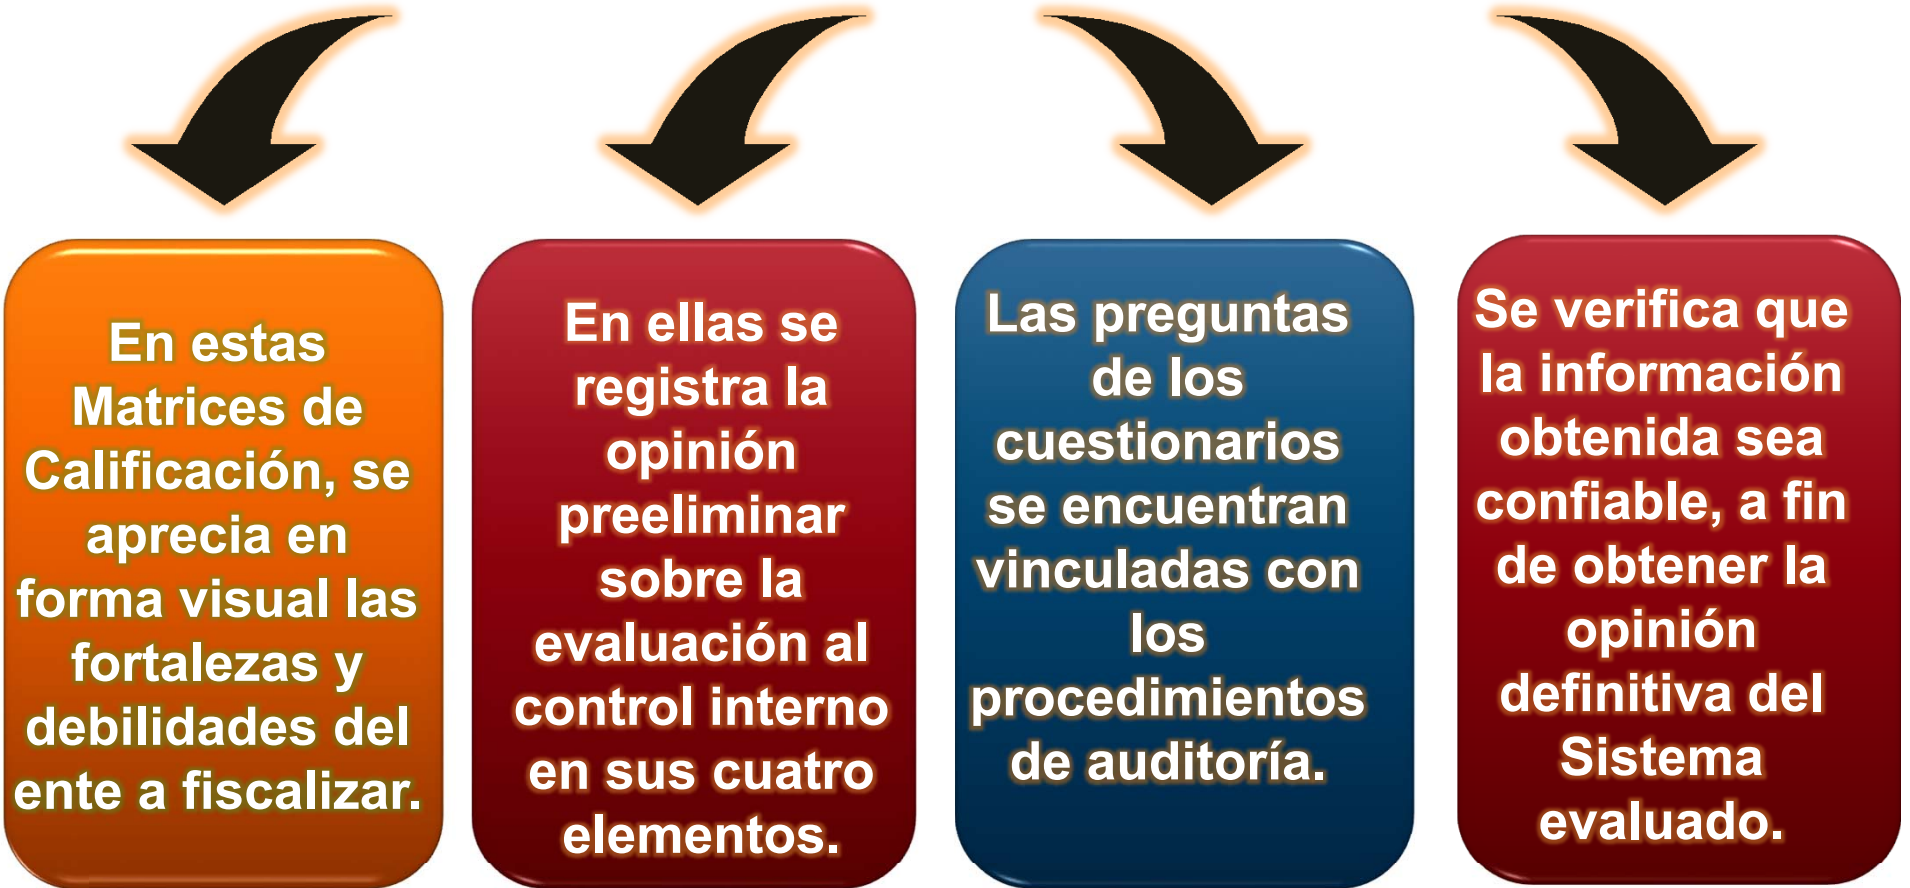 En estas
Matrices de
Calificación, se
aprecia en
forma visual las
fortalezas y
debilidades del
ente a fiscalizar.
En ellas se
registra la
opinión
preeliminar
sobre la
evaluación al
control interno
en sus cuatro
elementos.
Las preguntas
de los
cuestionarios
se encuentran
vinculadas con
los
procedimientos
de auditoría.
Se verifica que
la información
obtenida sea
confiable, a fin
de obtener la
opinión
definitiva del
Sistema
evaluado.